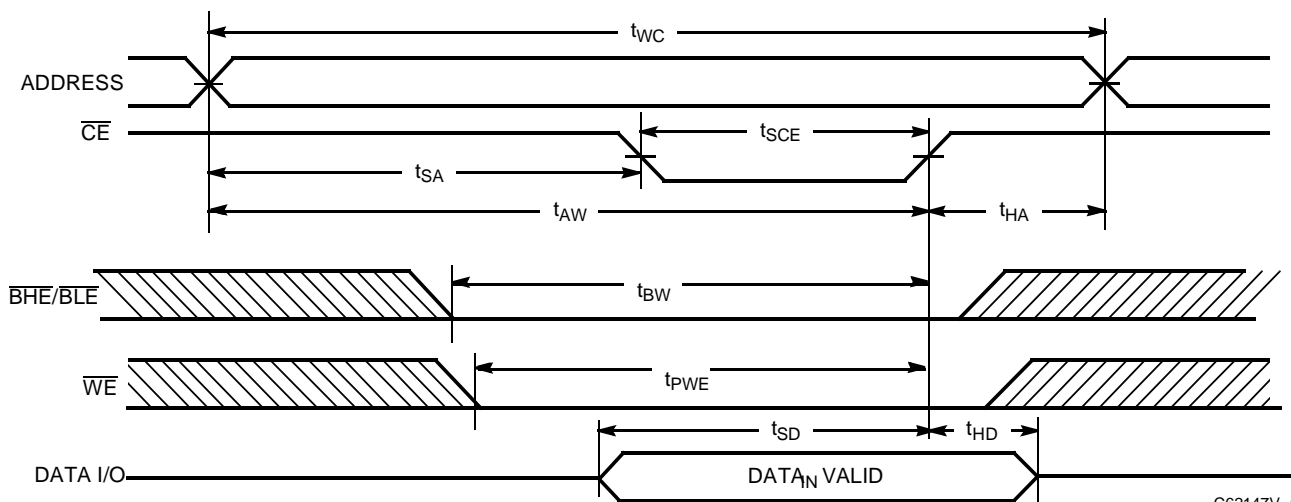 tWC
ADDRESS
CE
tSCE
tSA
tAW
tHA
BHE/BLE
tBW
WE
tPWE
tSD
tHD
DATA I/O
DATAIN VALID